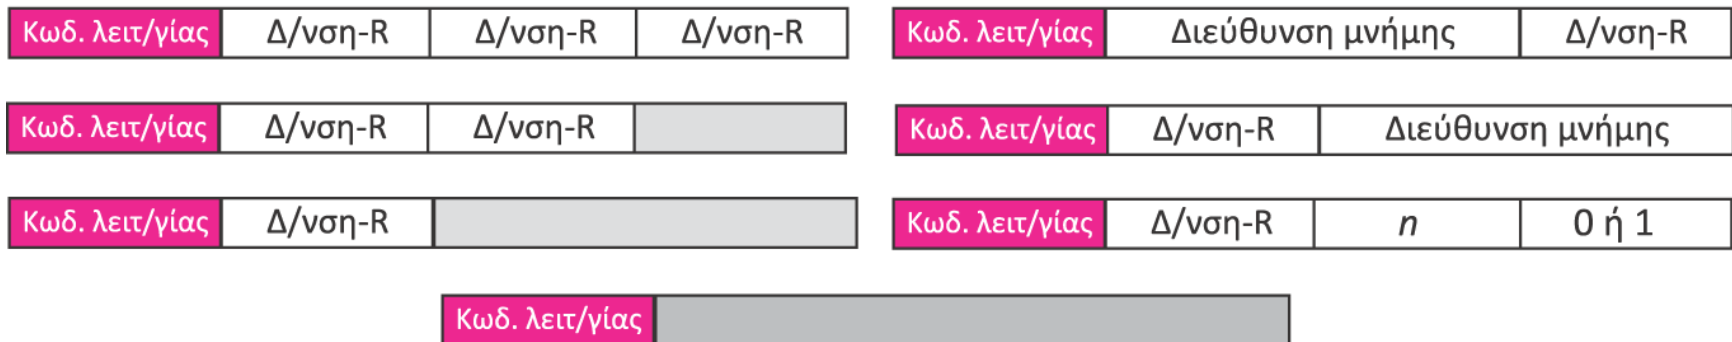 Κωδ. λειτ/γίας Δ/νση-R Δ/νση-R Δ/νση-R
Κωδ. λειτ/γίας Διεύθυνση μνήμης Δ/νση-R
Κωδ. λειτ/γίας Δ/νση-R Δ/νση-R
Κωδ. λειτ/γίας Δ/νση-R Διεύθυνση μνήμης
Κωδ. λειτ/γίας Δ/νση-R
Κωδ. λειτ/γίας Δ/νση-R n 0 ή 1
Κωδ. λειτ/γίας